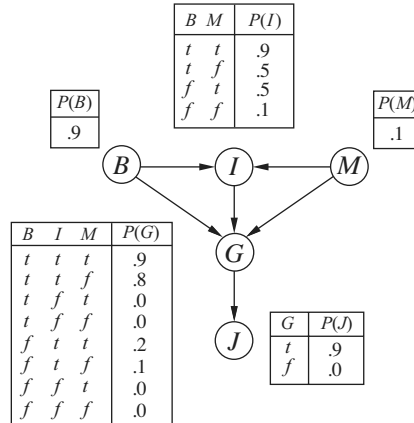 B M P(I)
t t .9
t f .5
f t .5
f f .1
P(B)
.9
P(M)
.1
B
I
M
G
J
B I M P(G)
t t t .9
t t f .8
t f t .0
t f f .0
f t t .2
f t f .1
f f t .0
f f f .0
G P(J)
t .9
f .0